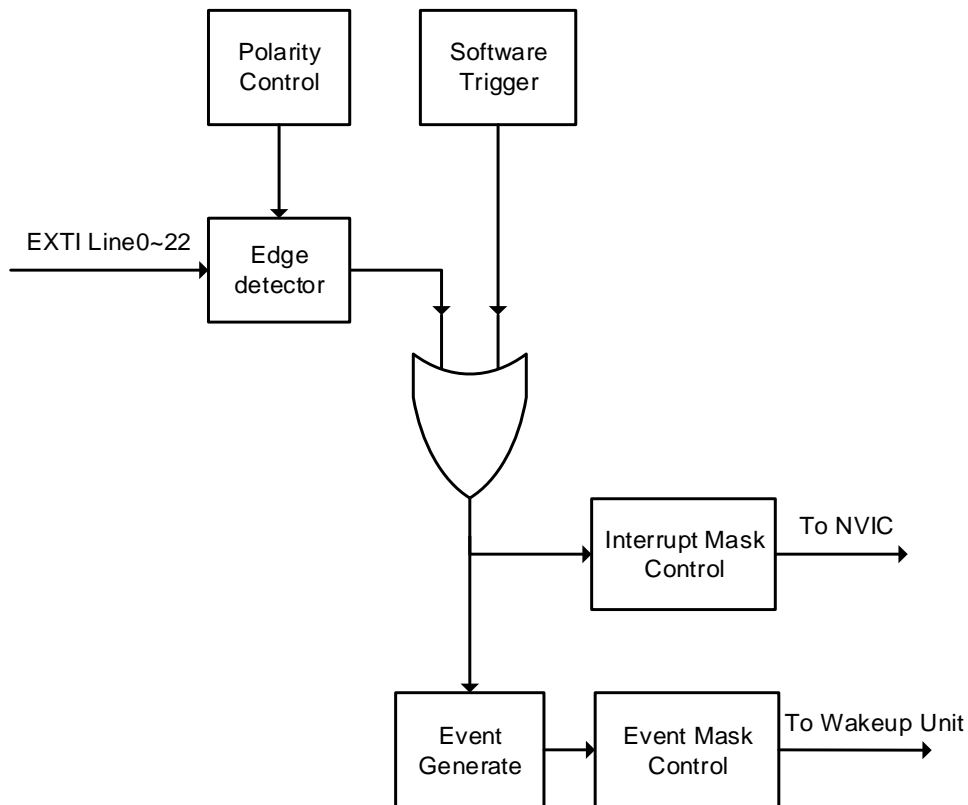 Polarity
Control
Software
Trigger
EXTI Line0~22
Edge
detector
To NVIC
Interrupt Mask
Control
To Wakeup Unit
Event
Generate
Event Mask
Control